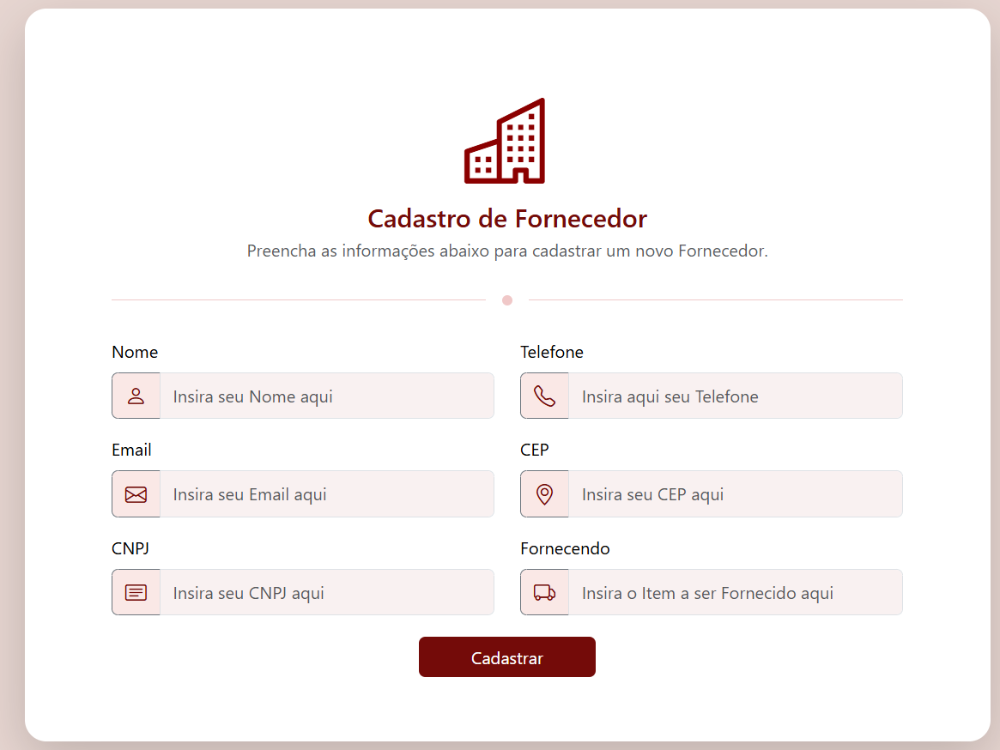 Cadastro de Fornecedor
Preencha as informações abaixo para cadastrar um novo Fornecedor.
Nome
Insira seu Nome aqui
Telefone
Insira aqui seu Telefone
Email
Insira seu Email aqui
CEP
Insira seu CEP aqui
CNPJ
Insira seu CNPJ aqui
Fornecendo
Insira o Item a ser Fornecido aqui
Cadastrar